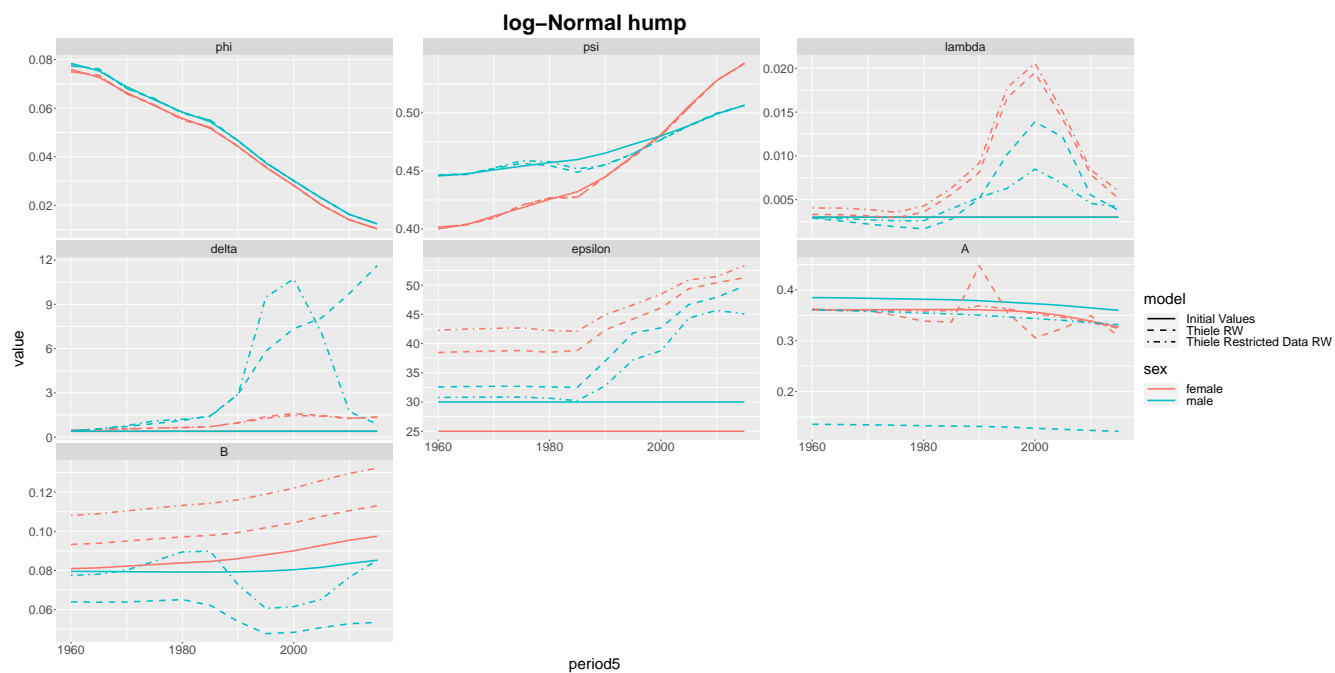 log−Normal hump
phi
psi
lambda
0.08
0.06
0.04
0.02
0.50
0.45
0.40
0.020
0.015
0.010
0.005
delta
epsilon
A
12
9
6
3
0
50
45
40
35
30
25
0.4
0.3
0.2
1960
1980
2000
1960
1980
2000
B
0.12
0.10
0.08
0.06
1960
1980
2000
value
period5
model
Initial Values
Thiele RW
Thiele Restricted Data RW
sex
female
male